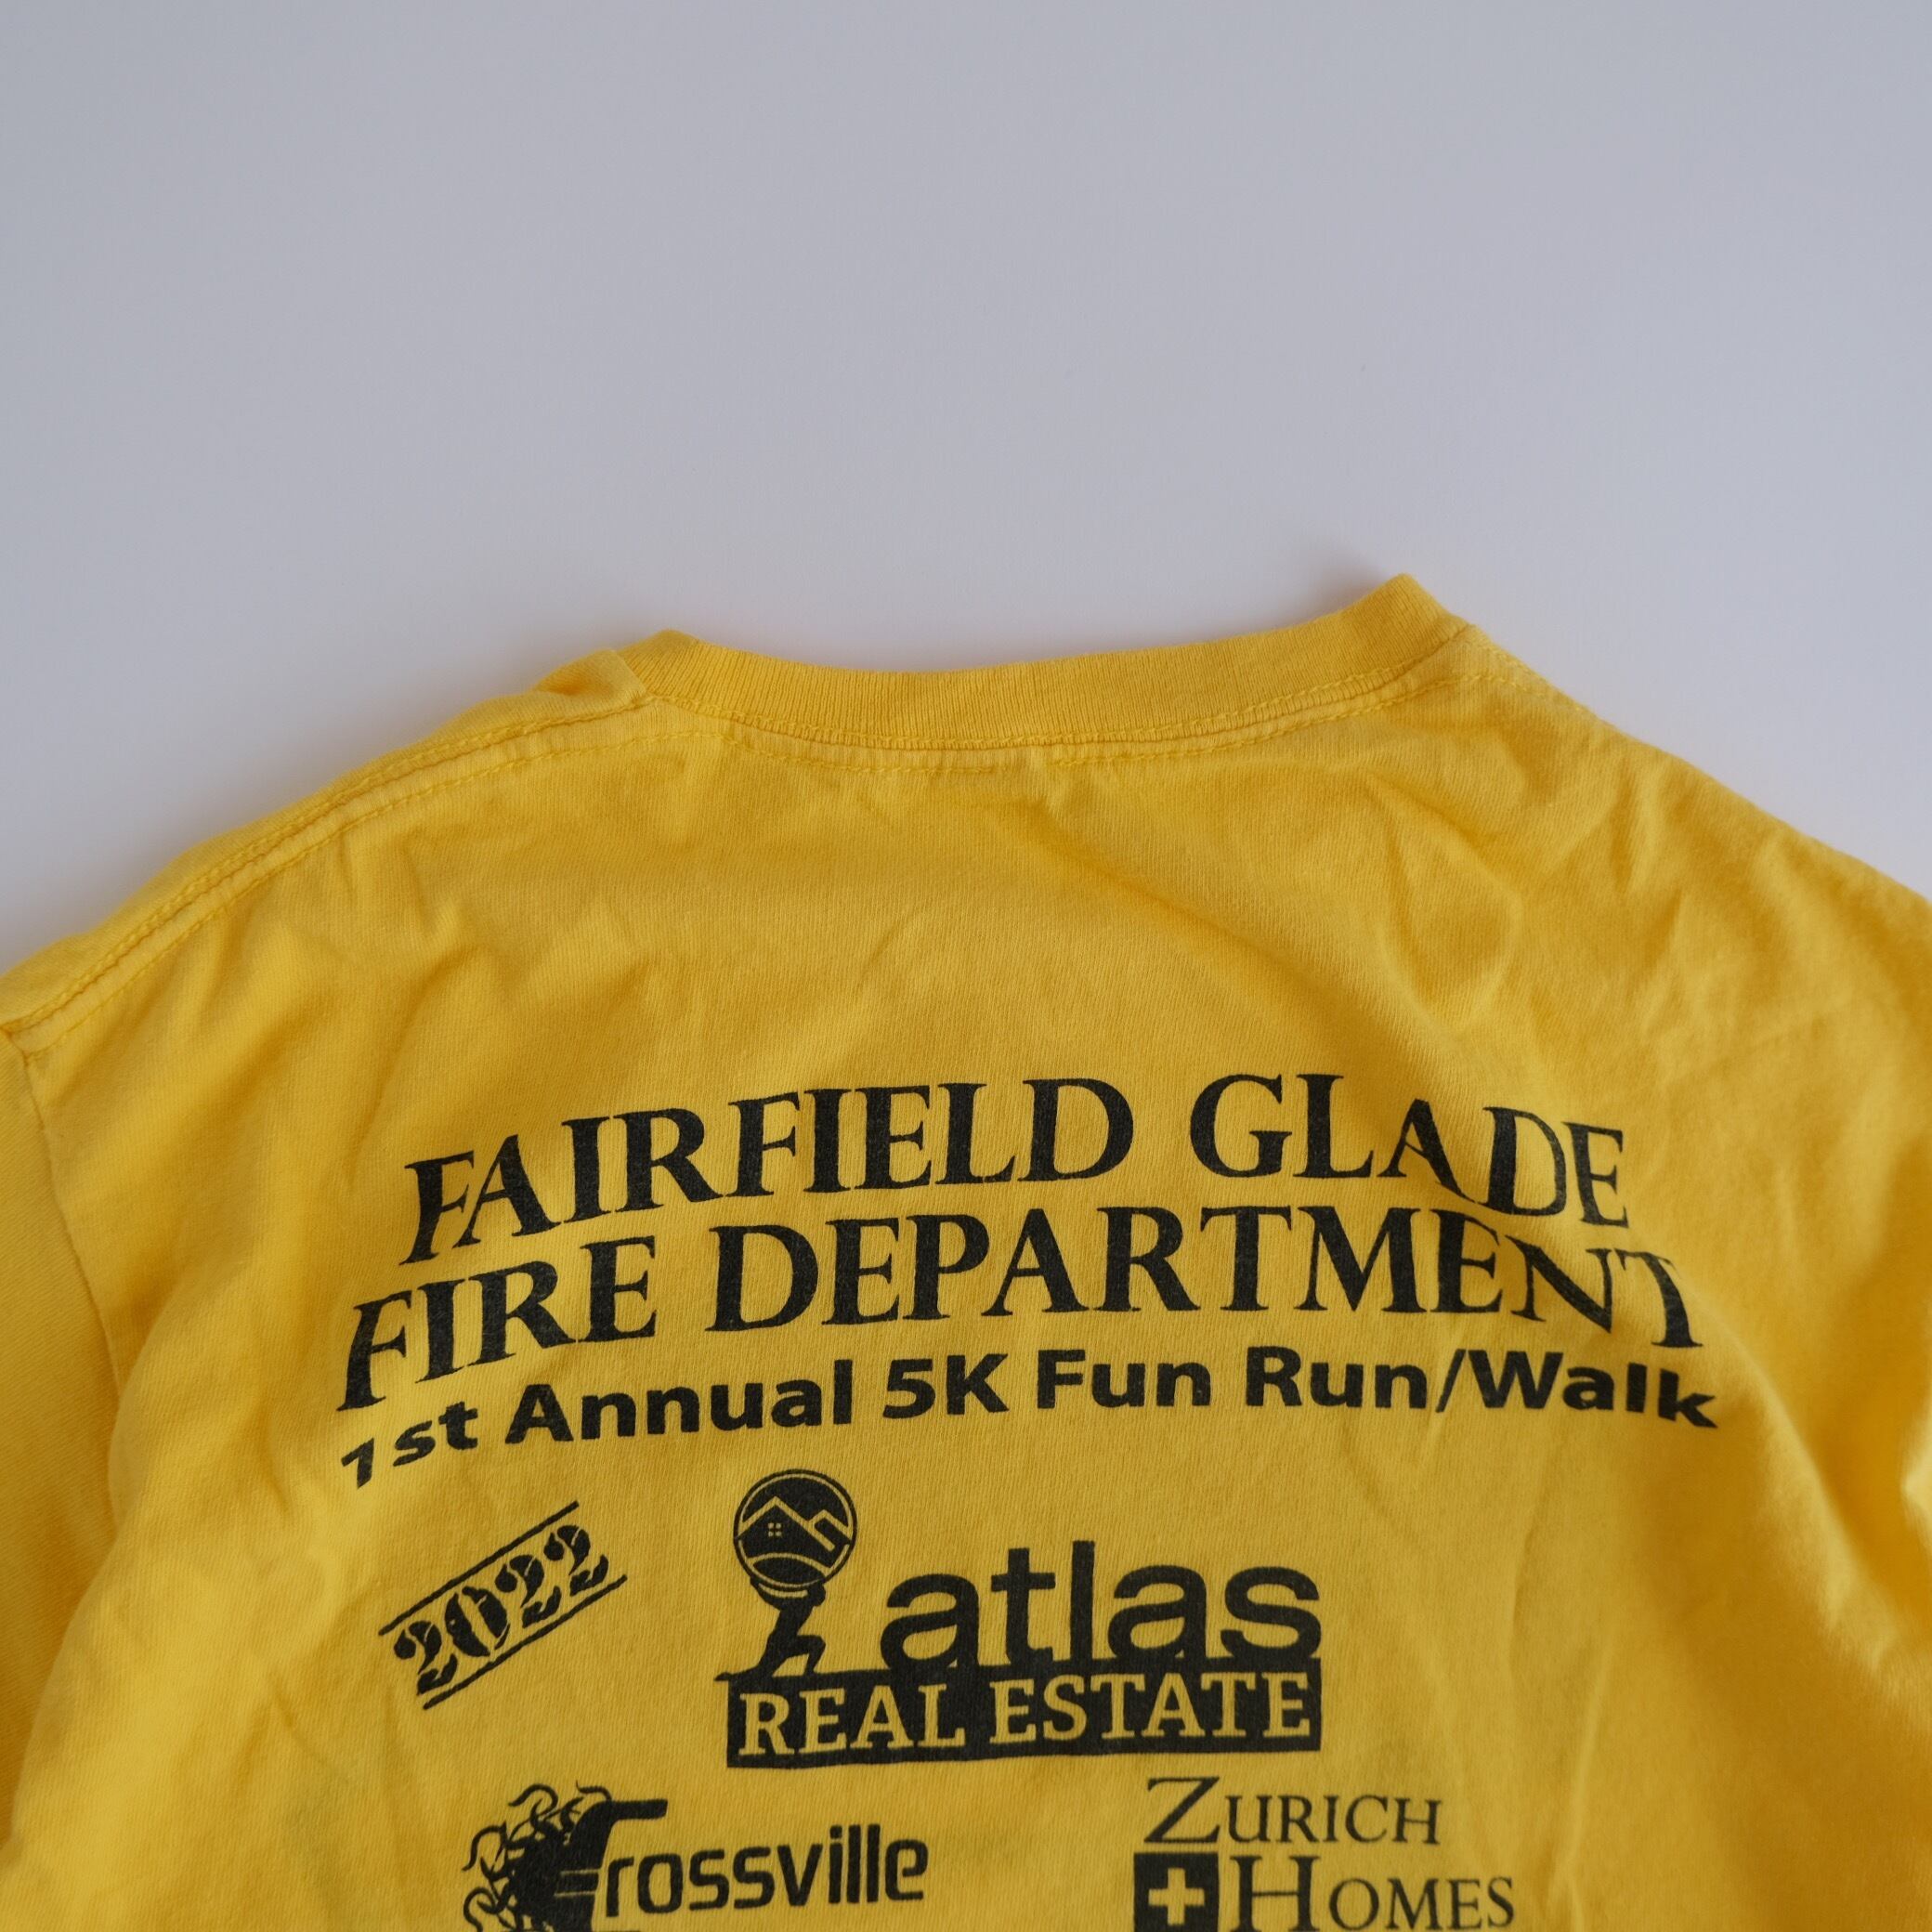 FAIRFIELD GLADE
FIRE DEPARTMENT
1st Annual 5K Fun Run/Walk
2022
atlas
REAL ESTATE
Crossville
ZURICH
HOMES